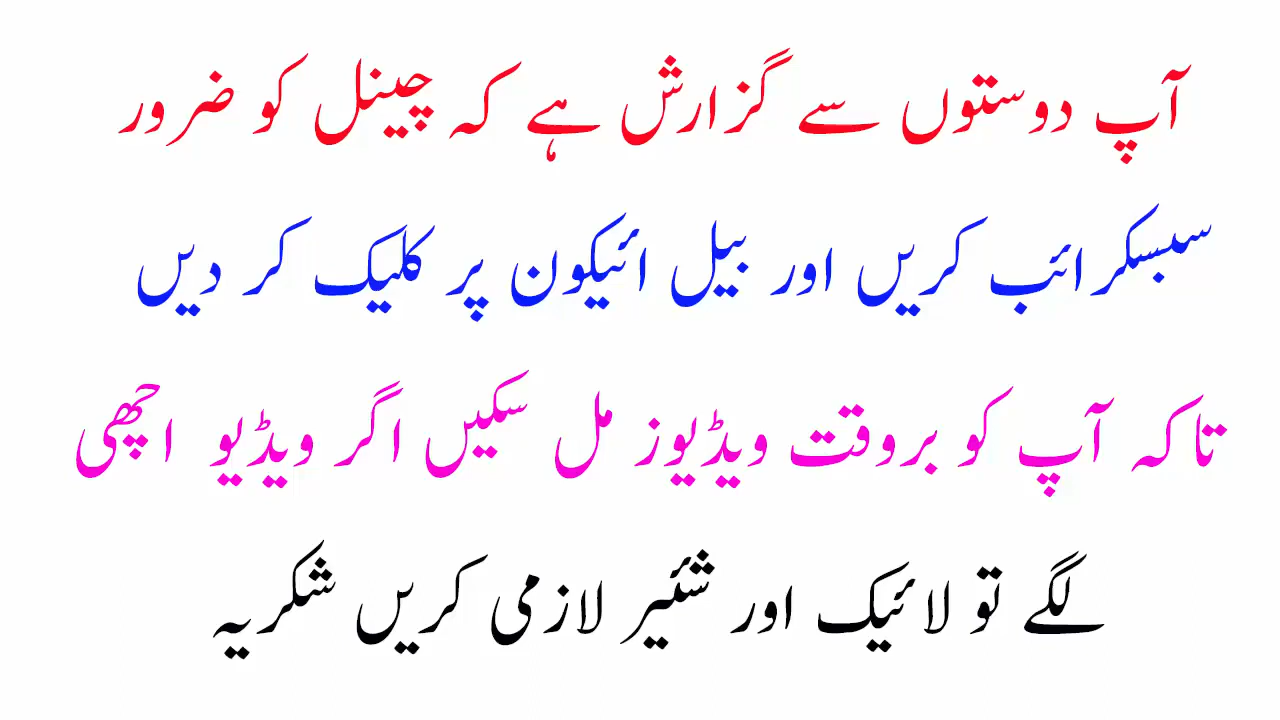 آپ دوستوں سے گزارش ہے کہ چینل کو ضرور
سبسکرائب کریں اور بیل ائیکون پر کلیک کر دیں
تاکہ آپ کو بروقت ویڈیوز مل سکیں اگر ویڈیو اچھی
لگے تو لائیک اور شئیر لازمی کریں شکریہ